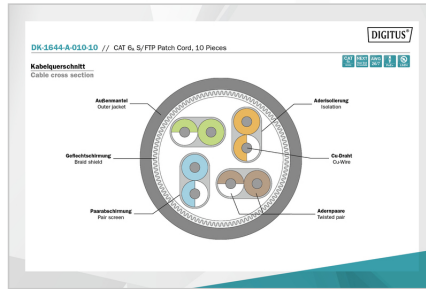 DIGITUS®
DK-1644-A-010-10 // CAT 6A S/FTP Patch Cord, 10 Pieces
Kabelquerschnitt
Cable cross section
Außenmantel
Outer jacket
Aderisolierung
Isolation
Geflechtschirmung
Braid shield
Cu-Draht
Cu-Wire
Paarabschirmung
Pair screen
Adernpaare
Twisted pair